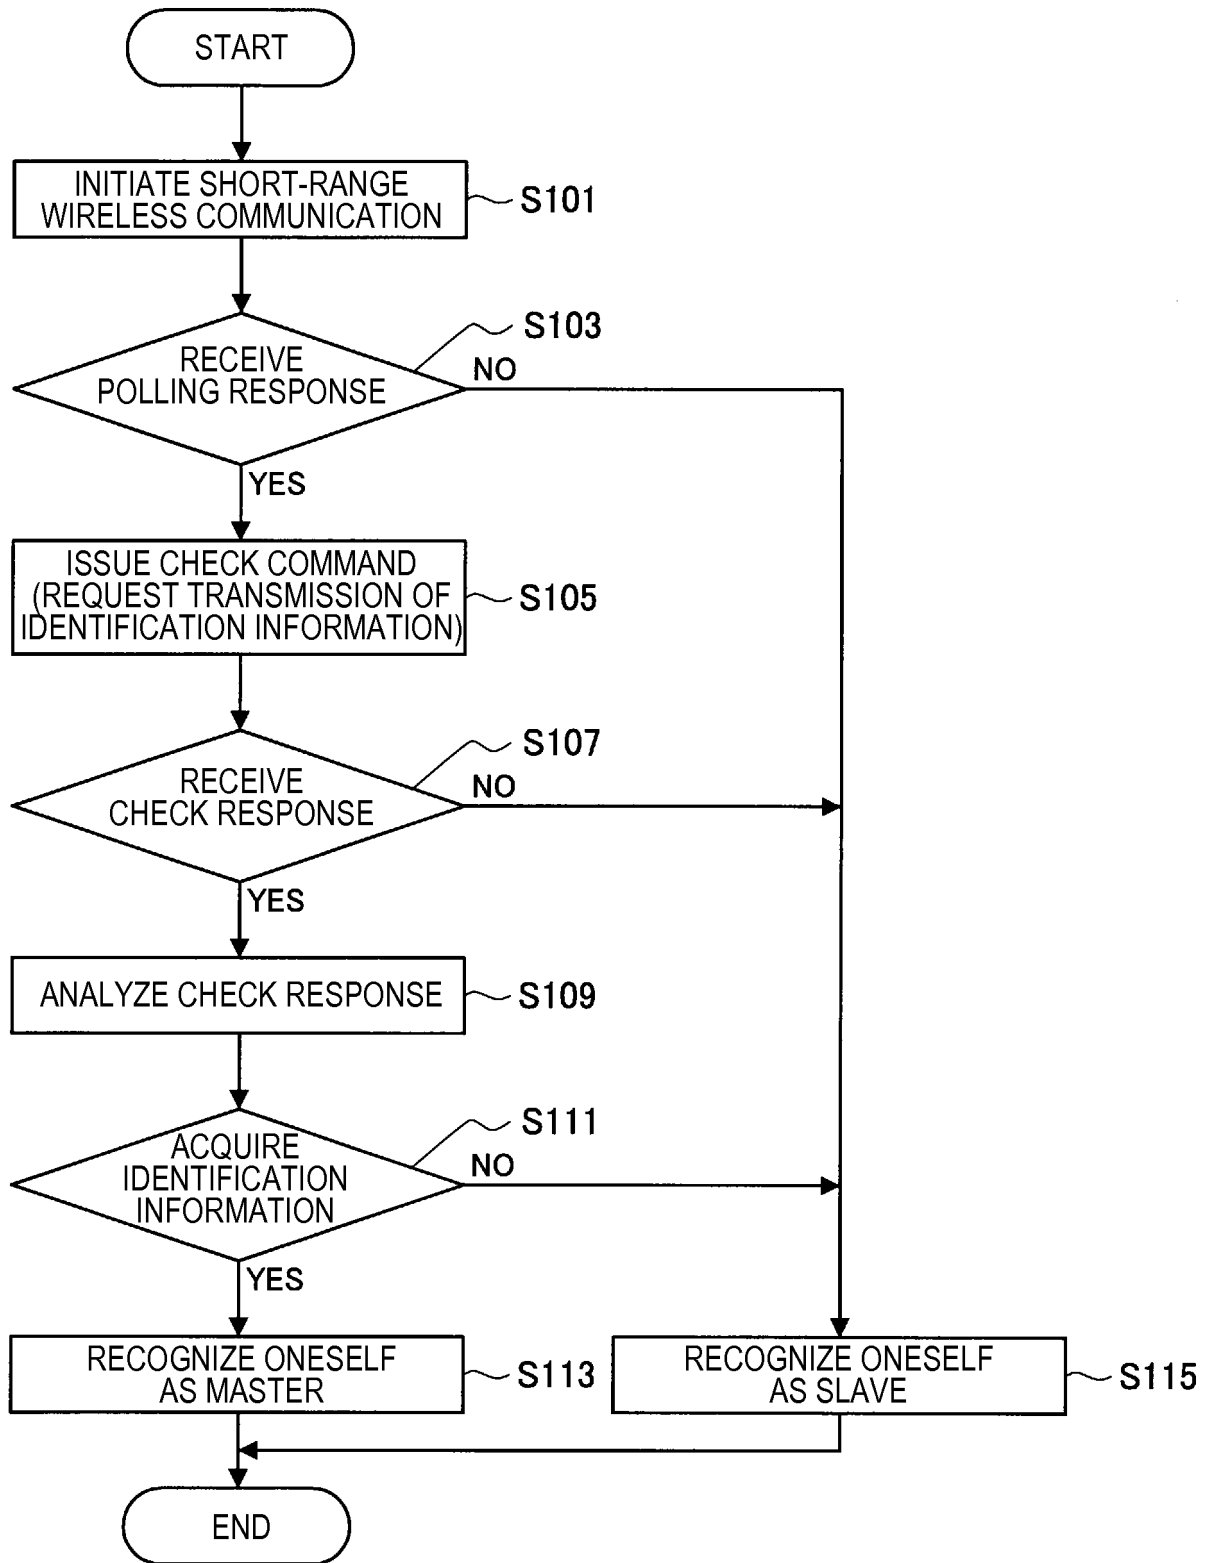 START
INITIATE SHORT-RANGE
WIRELESS COMMUNICATION
S101
S103
RECEIVE
POLLING RESPONSE
NO
YES
ISSUE CHECK COMMAND
(REQUEST TRANSMISSION OF
IDENTIFICATION INFORMATION)
S105
S107
RECEIVE
CHECK RESPONSE
NO
YES
ANALYZE CHECK RESPONSE
S109
S111
ACQUIRE
IDENTIFICATION
INFORMATION
NO
YES
RECOGNIZE ONESELF
AS MASTER
S113
RECOGNIZE ONESELF
AS SLAVE
S115
END